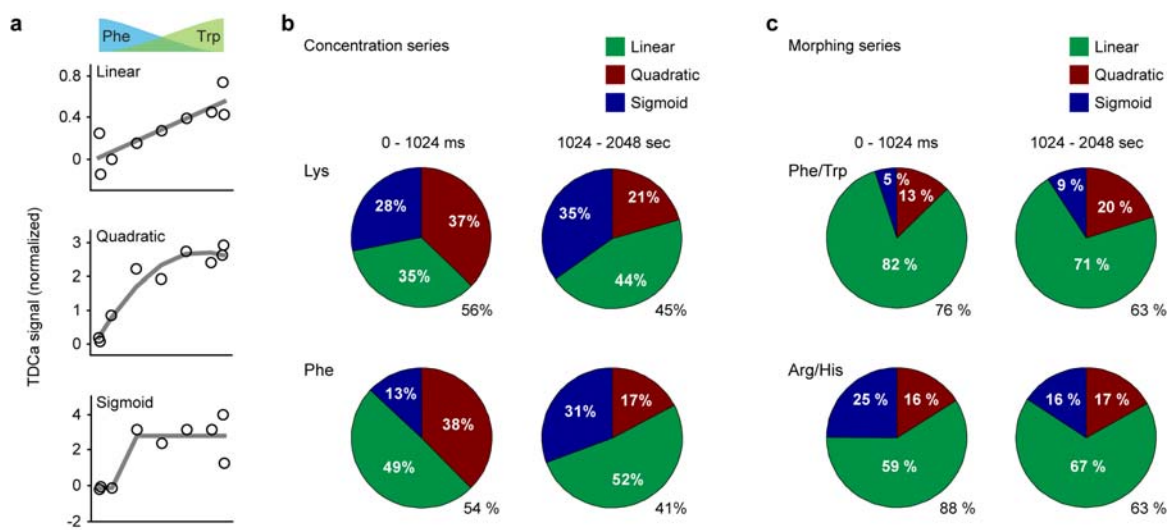 a
Phe
Trp
TDCa signal (normalized)
Linear
0.8
0.4
0
Quadratic
3
2
1
0
Sigmoid
4
2
0
-2
b
Concentration series
Linear
Quadratic
Sigmoid
0 - 1024 ms
1024 - 2048 sec
Lys
28%
37%
35%
56%
35%
21%
44%
45%
Phe
13%
38%
49%
54 %
31%
17%
52%
41%
c
Morphing series
Linear
Quadratic
Sigmoid
0 - 1024 ms
1024 - 2048 sec
Phe/Trp
5 %
13 %
82 %
76 %
9 %
20 %
71 %
63 %
Arg/His
25 %
16 %
59 %
88 %
16 %
17 %
67 %
63 %